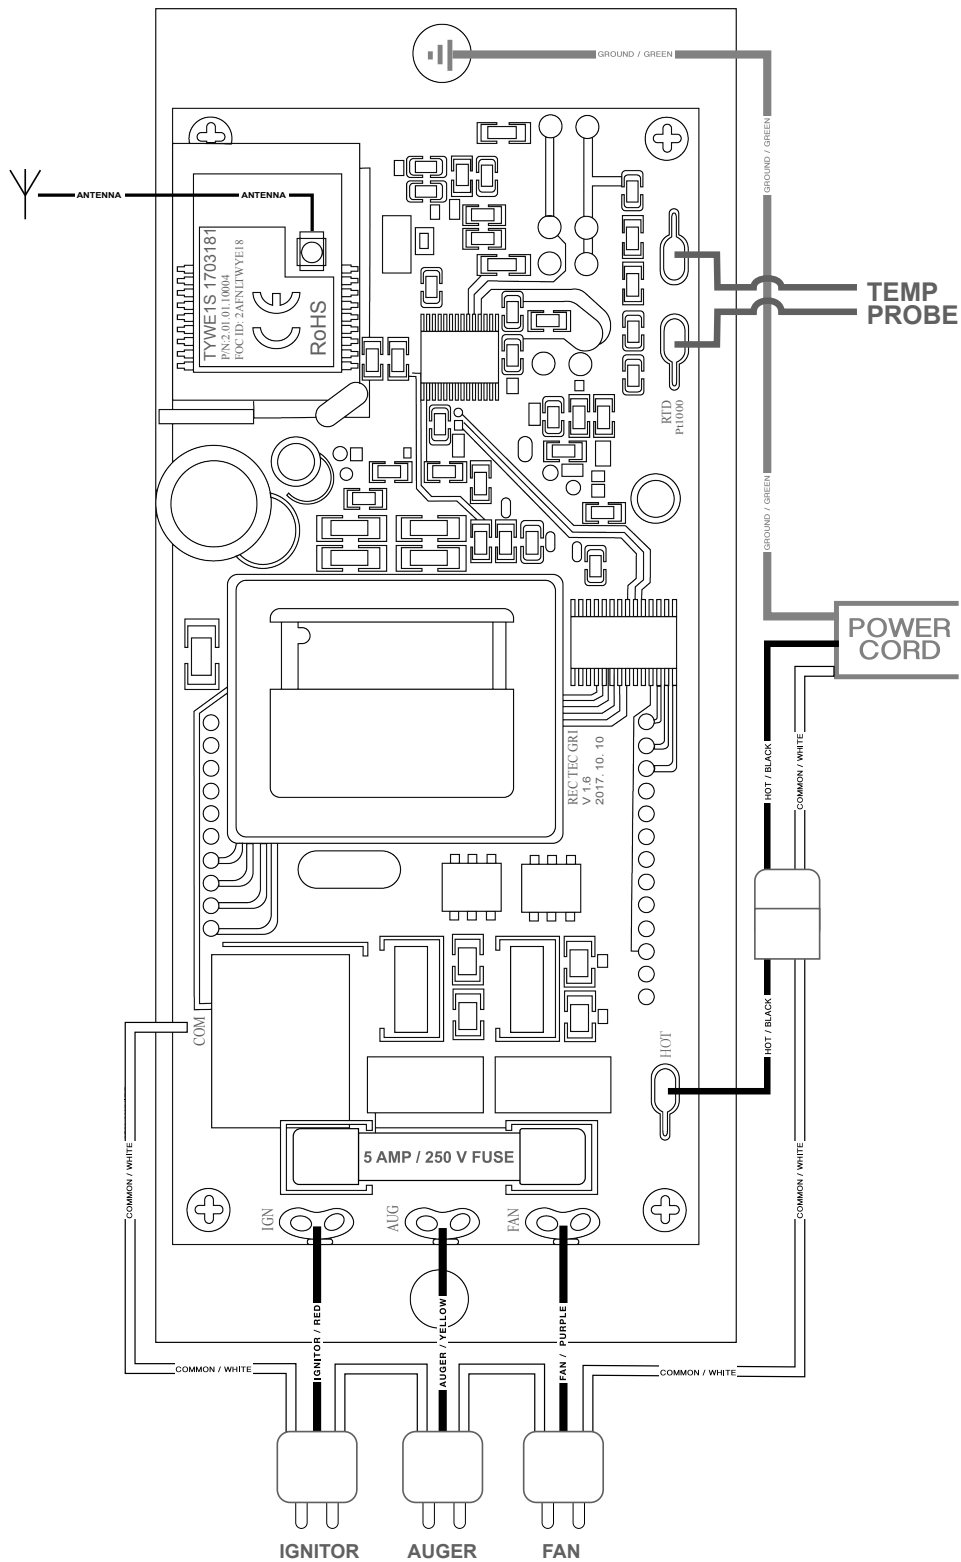 GROUND / GREEN
GROUND / GREEN
ANTENNA
ANTENNA
TYWE1S 1703181
P/N:2.01.01.10004
FOC ID: 2AFNLTWYE18
CE
RoHS
TEMP
PROBE
RTD
Pt1000
GROUND / GREEN
POWER
CORD
REC TEC GRI
V 1.6
2017. 10. 10
HOT / BLACK
COMMON / WHITE
COM
HOT
HOT / BLACK
5 AMP / 250 V FUSE
COMMON / WHITE
COMMON / WHITE
IGN
AUG
FAN
IGNITOR / RED
AUGER / YELLOW
FAN / PURPLE
COMMON / WHITE
COMMON / WHITE
IGNITOR
AUGER
FAN